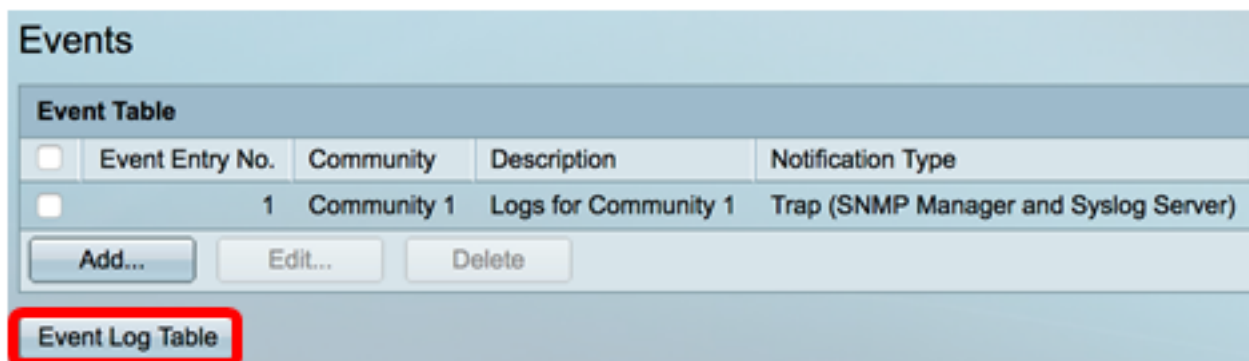 Events
Event Table
Event Entry No. Community Description Notification Type
1 Community 1 Logs for Community 1 Trap (SNMP Manager and Syslog Server)
Add... Edit... Delete
Event Log Table